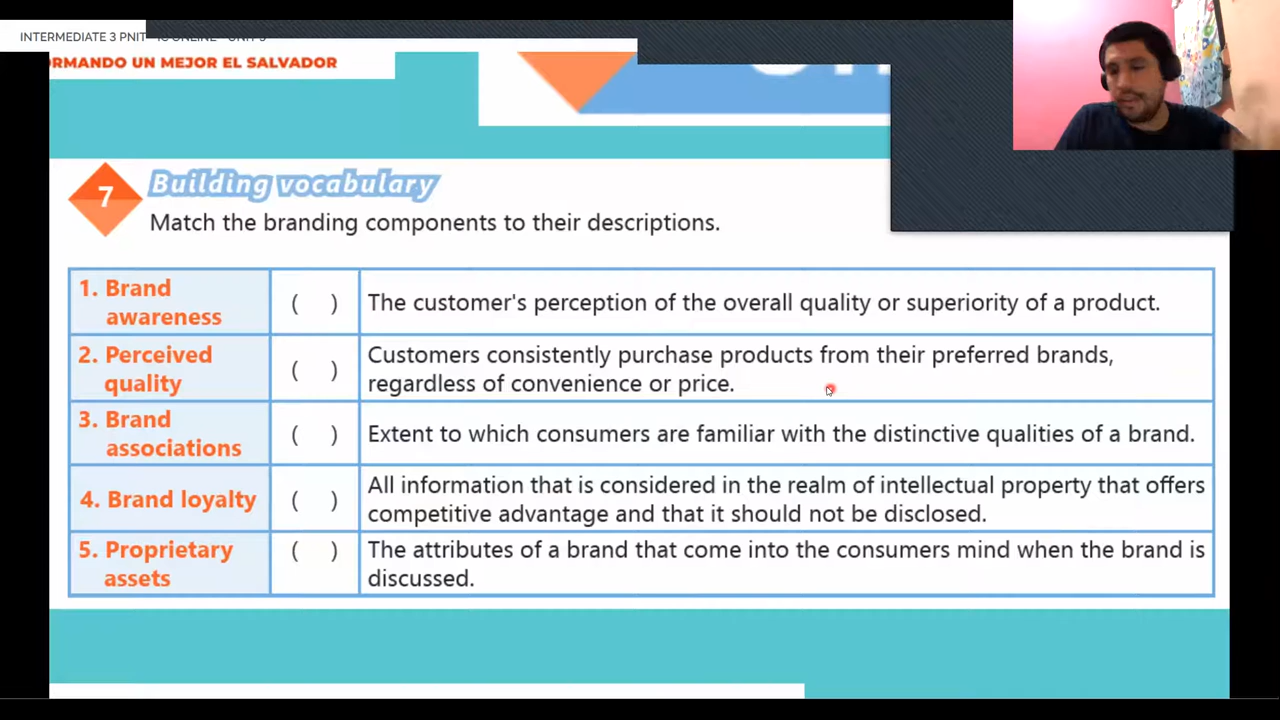 INTERMEDIATE 3 PNIT
ORMANDO UN MEJOR EL SALVADOR
7
Building vocabulary
Match the branding components to their descriptions.
1. Brand awareness
( )
The customer's perception of the overall quality or superiority of a product.
2. Perceived quality
( )
Customers consistently purchase products from their preferred brands,
regardless of convenience or price.
3. Brand associations
( )
Extent to which consumers are familiar with the distinctive qualities of a brand.
4. Brand loyalty
( )
All information that is considered in the realm of intellectual property that offers
competitive advantage and that it should not be disclosed.
5. Proprietary assets
( )
The attributes of a brand that come into the consumers mind when the brand is
discussed.